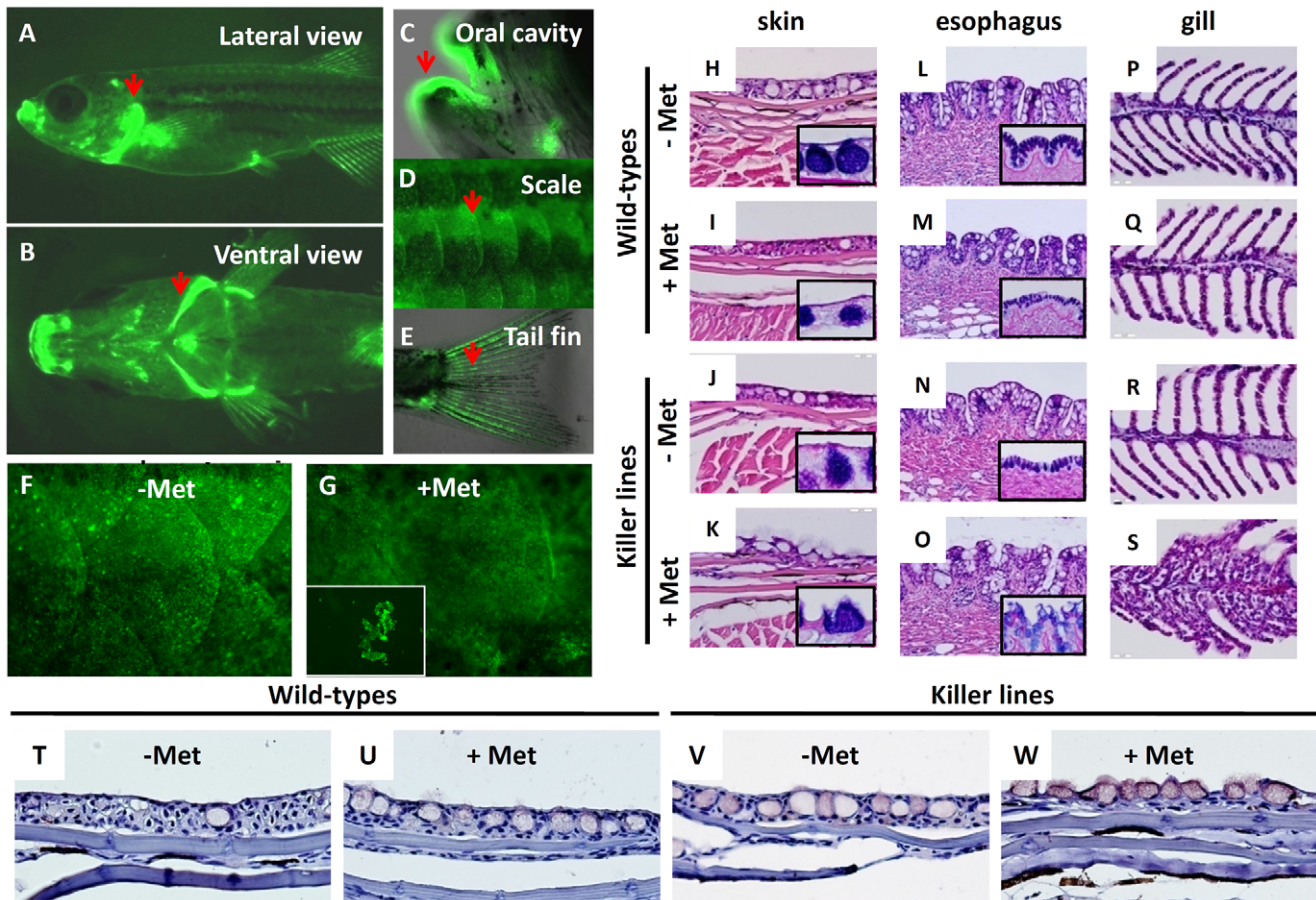 A
Lateral view
B
Ventral view
C
Oral cavity
D
Scale
E
Tail fin
F
-Met
G
+Met
skin
esophagus
gill
Wild-types
- Met
+ Met
Killer lines
- Met
+ Met
H
L
P
I
M
Q
J
N
R
K
O
S
Wild-types
Killer lines
T
-Met
U
+ Met
V
-Met
W
+ Met